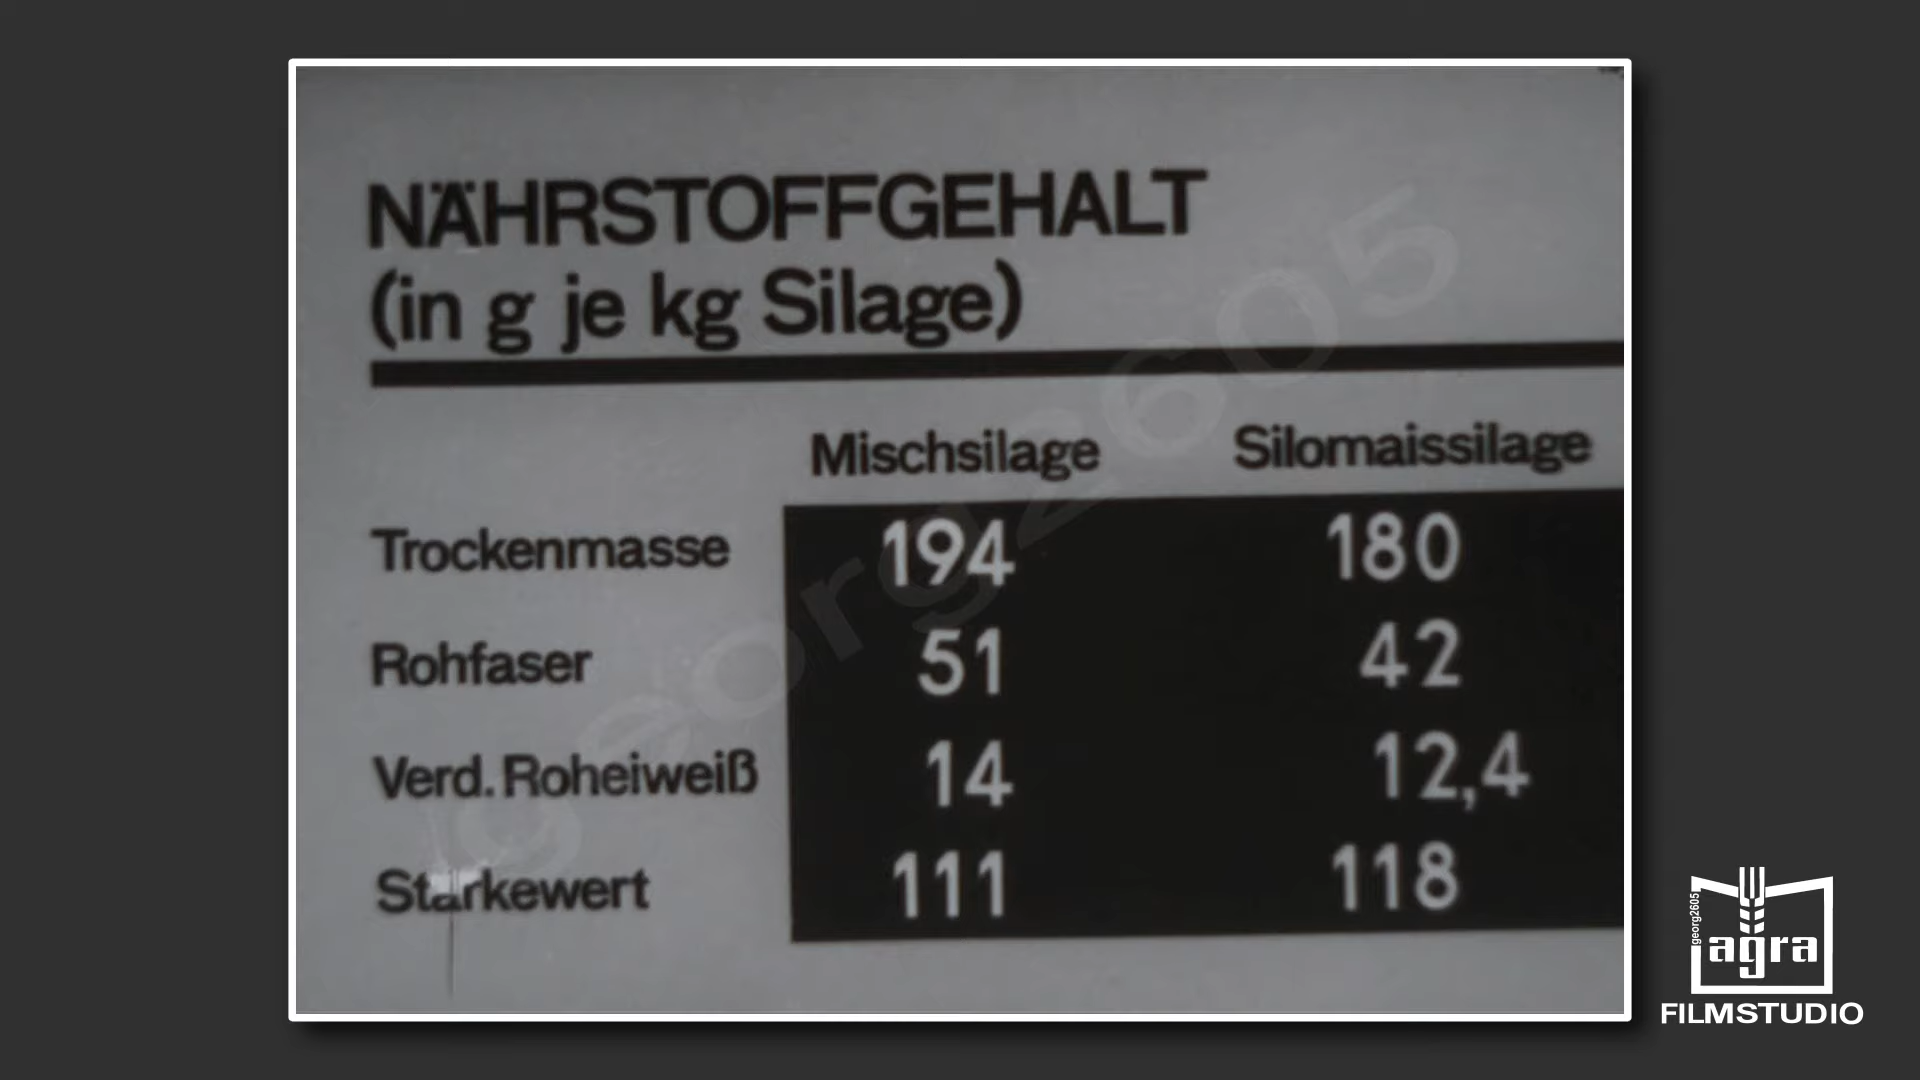 NÄHRSTOFFGEHALT
(in g je kg Silage)
Mischsilage Silomaissilage
Trockenmasse 194 180
Rohfaser 51 42
Verd. Roheiweiß 14 12,4
Stärkewert 111 118
georg2605
georg2605
agra
FILMSTUDIO